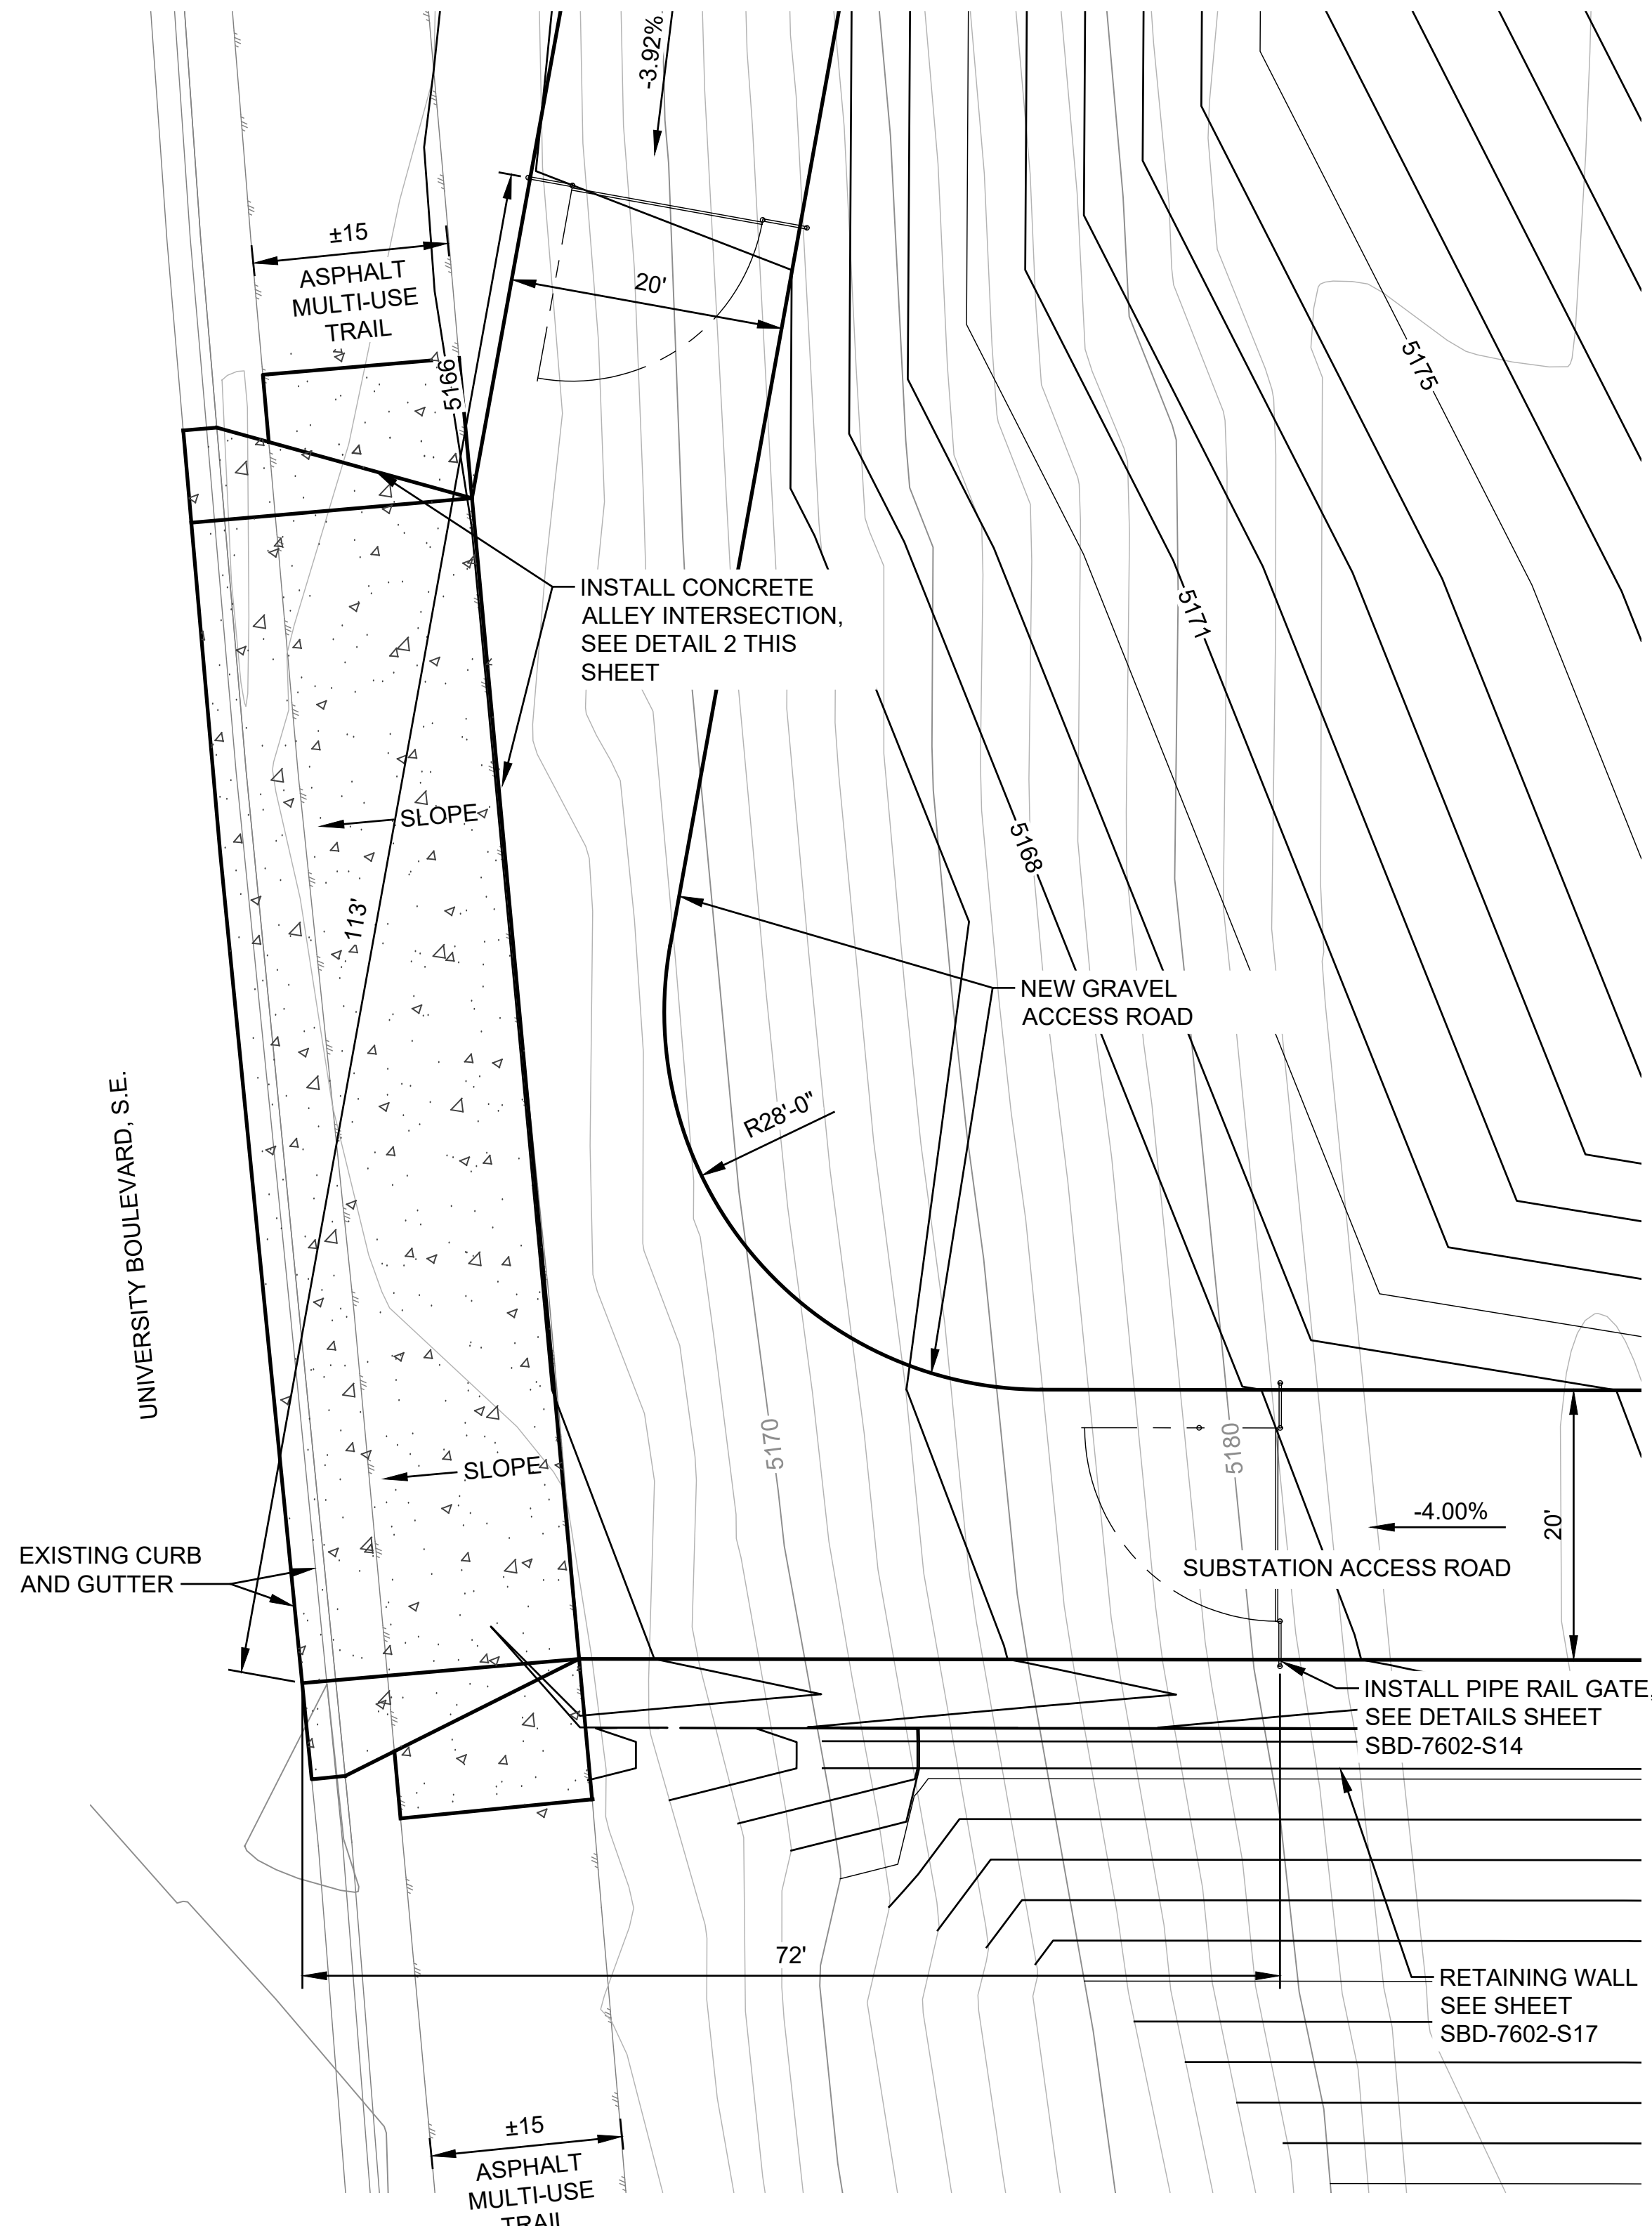 -3.92%
±15
ASPHALT
MULTI-USE
TRAIL
20'
5166
5175
INSTALL CONCRETE
ALLEY INTERSECTION,
SEE DETAIL 2 THIS
SHEET
5171
SLOPE
5168
113'
NEW GRAVEL
ACCESS ROAD
R28'-0"
UNIVERSITY BOULEVARD, S.E.
5170
5180
SLOPE
-4.00%
20'
EXISTING CURB
AND GUTTER
SUBSTATION ACCESS ROAD
INSTALL PIPE RAIL GATE,
SEE DETAILS SHEET
SBD-7602-S14
72'
RETAINING WALL
SEE SHEET
SBD-7602-S17
±15
ASPHALT
MULTI-USE
TRAIL